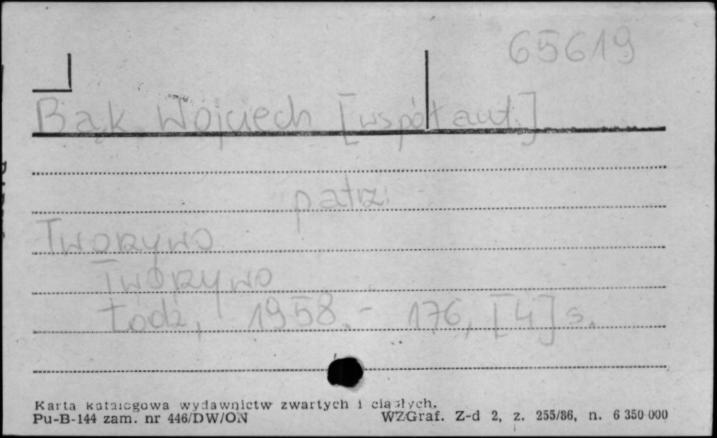 65619
Bąk Wojciech [współaut.]
patrz:
Tworzywo
Tworzywo
Łódź, 1958.- 176, [4] s.
Karta katalogowa wydawnictw zwartych i ciągłych.
Pu-B-144 zam. nr 446/DW/ON WZGraf. Z-d 2, z. 255/86, n. 6 350 000